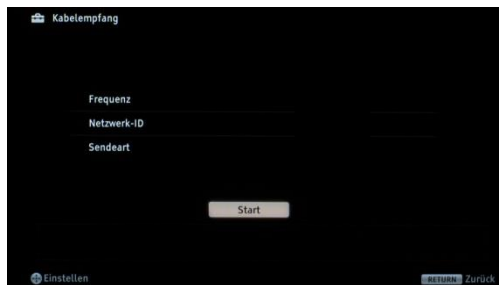 Kabelempfang
Frequenz
Netzwerk-ID
Sendeart
Start
Einstellen RETURN Zurück